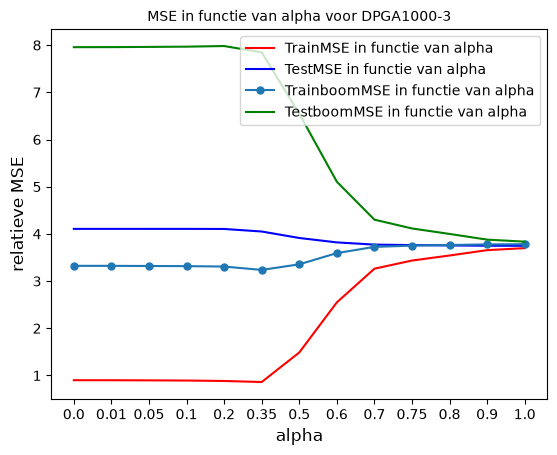 MSE in functie van alpha voor DPGA1000-3
8
7
6
5
4
3
2
1
relatieve MSE
TrainMSE in functie van alpha
TestMSE in functie van alpha
TrainboomMSE in functie van alpha
TestboomMSE in functie van alpha
0.0 0.01 0.05 0.1 0.2 0.35 0.5 0.6 0.7 0.75 0.8 0.9 1.0
alpha